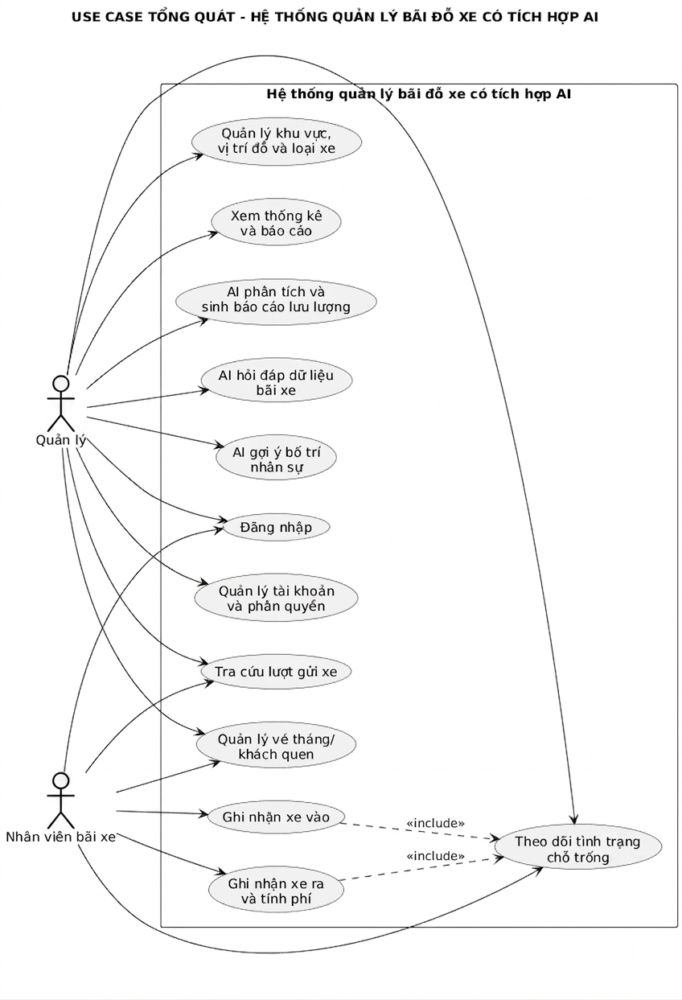 USE CASE TỔNG QUÁT - HỆ THỐNG QUẢN LÝ BÃI ĐỖ XE CÓ TÍCH HỢP AI
Hệ thống quản lý bãi đỗ xe có tích hợp AI
Quản lý khu vực,
vị trí đỗ và loại xe
Xem thống kê
và báo cáo
AI phân tích và
sinh báo cáo lưu lượng
AI hỏi đáp dữ liệu
bãi xe
Quản lý
AI gợi ý bố trí
nhân sự
Đăng nhập
Quản lý tài khoản
và phân quyền
Tra cứu lượt gửi xe
Quản lý vé tháng/
khách quen
Nhân viên bãi xe
Ghi nhận xe vào
«include»
Theo dõi tình trạng
chỗ trống
«include»
Ghi nhận xe ra
và tính phí